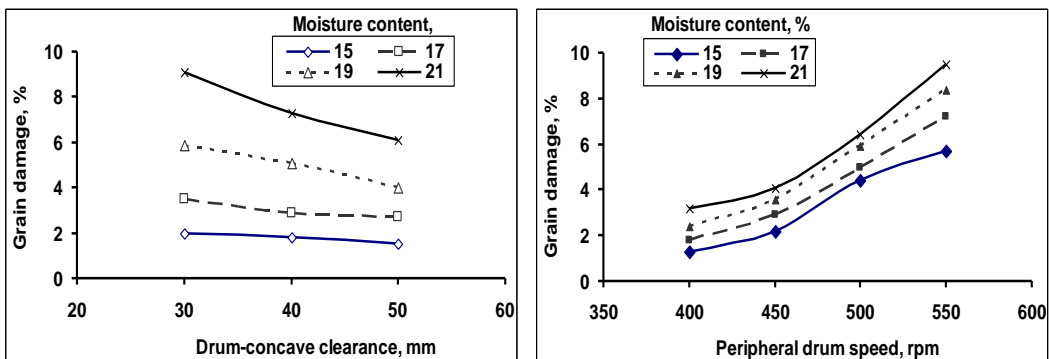 Moisture content,
15 17
19 21
Grain damage, %
10
8
6
4
2
0
20 30 40 50 60
Drum-concave clearance, mm
Moisture content, %
15 17
19 21
Grain damage, %
10
8
6
4
2
0
350 400 450 500 550 600
Peripheral drum speed, rpm